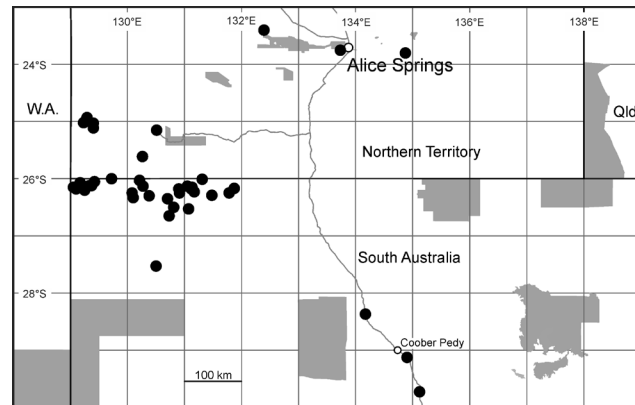 130°E 132°E 134°E 136°E 138°E
24°S
Alice Springs
W.A.
Qld
Northern Territory
26°S
South Australia
28°S
Coober Pedy
100 km